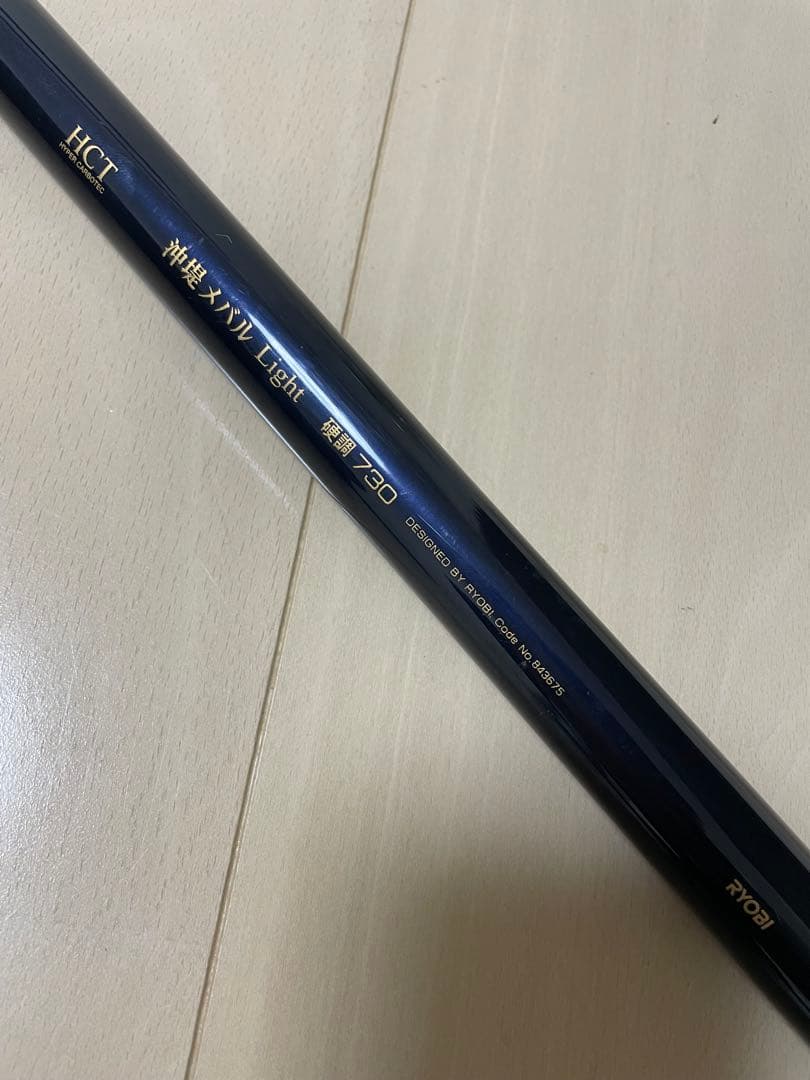 HCT
HYPER CARBOTEC
沖堤メバル Light 硬調 730
DESIGNED BY RYOBI. Code No.843675
RYOBI